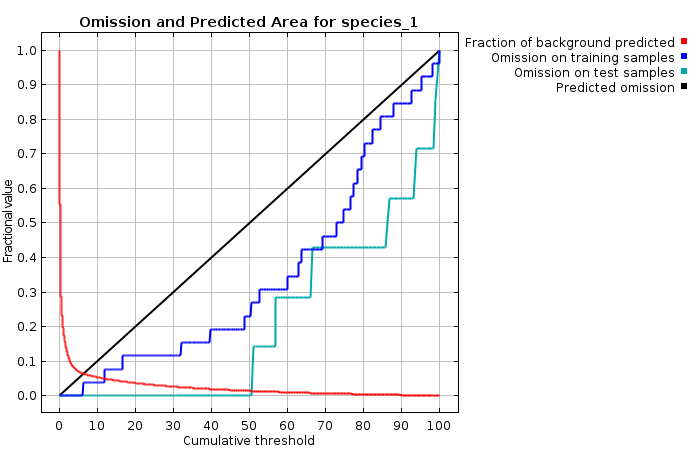 Omission and Predicted Area for species_1
Fraction of background predicted
Omission on training samples
Omission on test samples
Predicted omission
Fractional value
1.0
0.9
0.8
0.7
0.6
0.5
0.4
0.3
0.2
0.1
0.0
0 10 20 30 40 50 60 70 80 90 100
Cumulative threshold